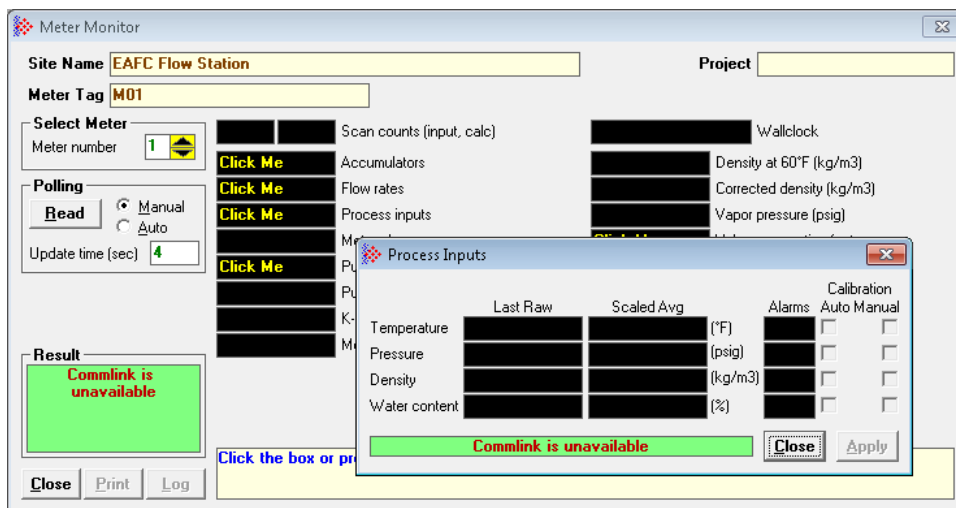 Meter Monitor
Site Name EAFC Flow Station Project
Meter Tag M01
Select Meter
Meter number 1
Polling
Read Manual
Auto
Update time (sec) 4
Scan counts (input, calc) Wallclock
Click Me Accumulators Density at 60°F (kg/m3)
Click Me Flow rates Corrected density (kg/m3)
Click Me Process inputs Vapor pressure (psig)
Click Me
Process Inputs
Calibration
Last Raw Scaled Avg Alarms Auto Manual
Temperature (°F)
Pressure (psig)
Density (kg/m3)
Water content (%)
Commlink is unavailable Close Apply
Result
Commlink is
unavailable
Click the box or
Close Print Log